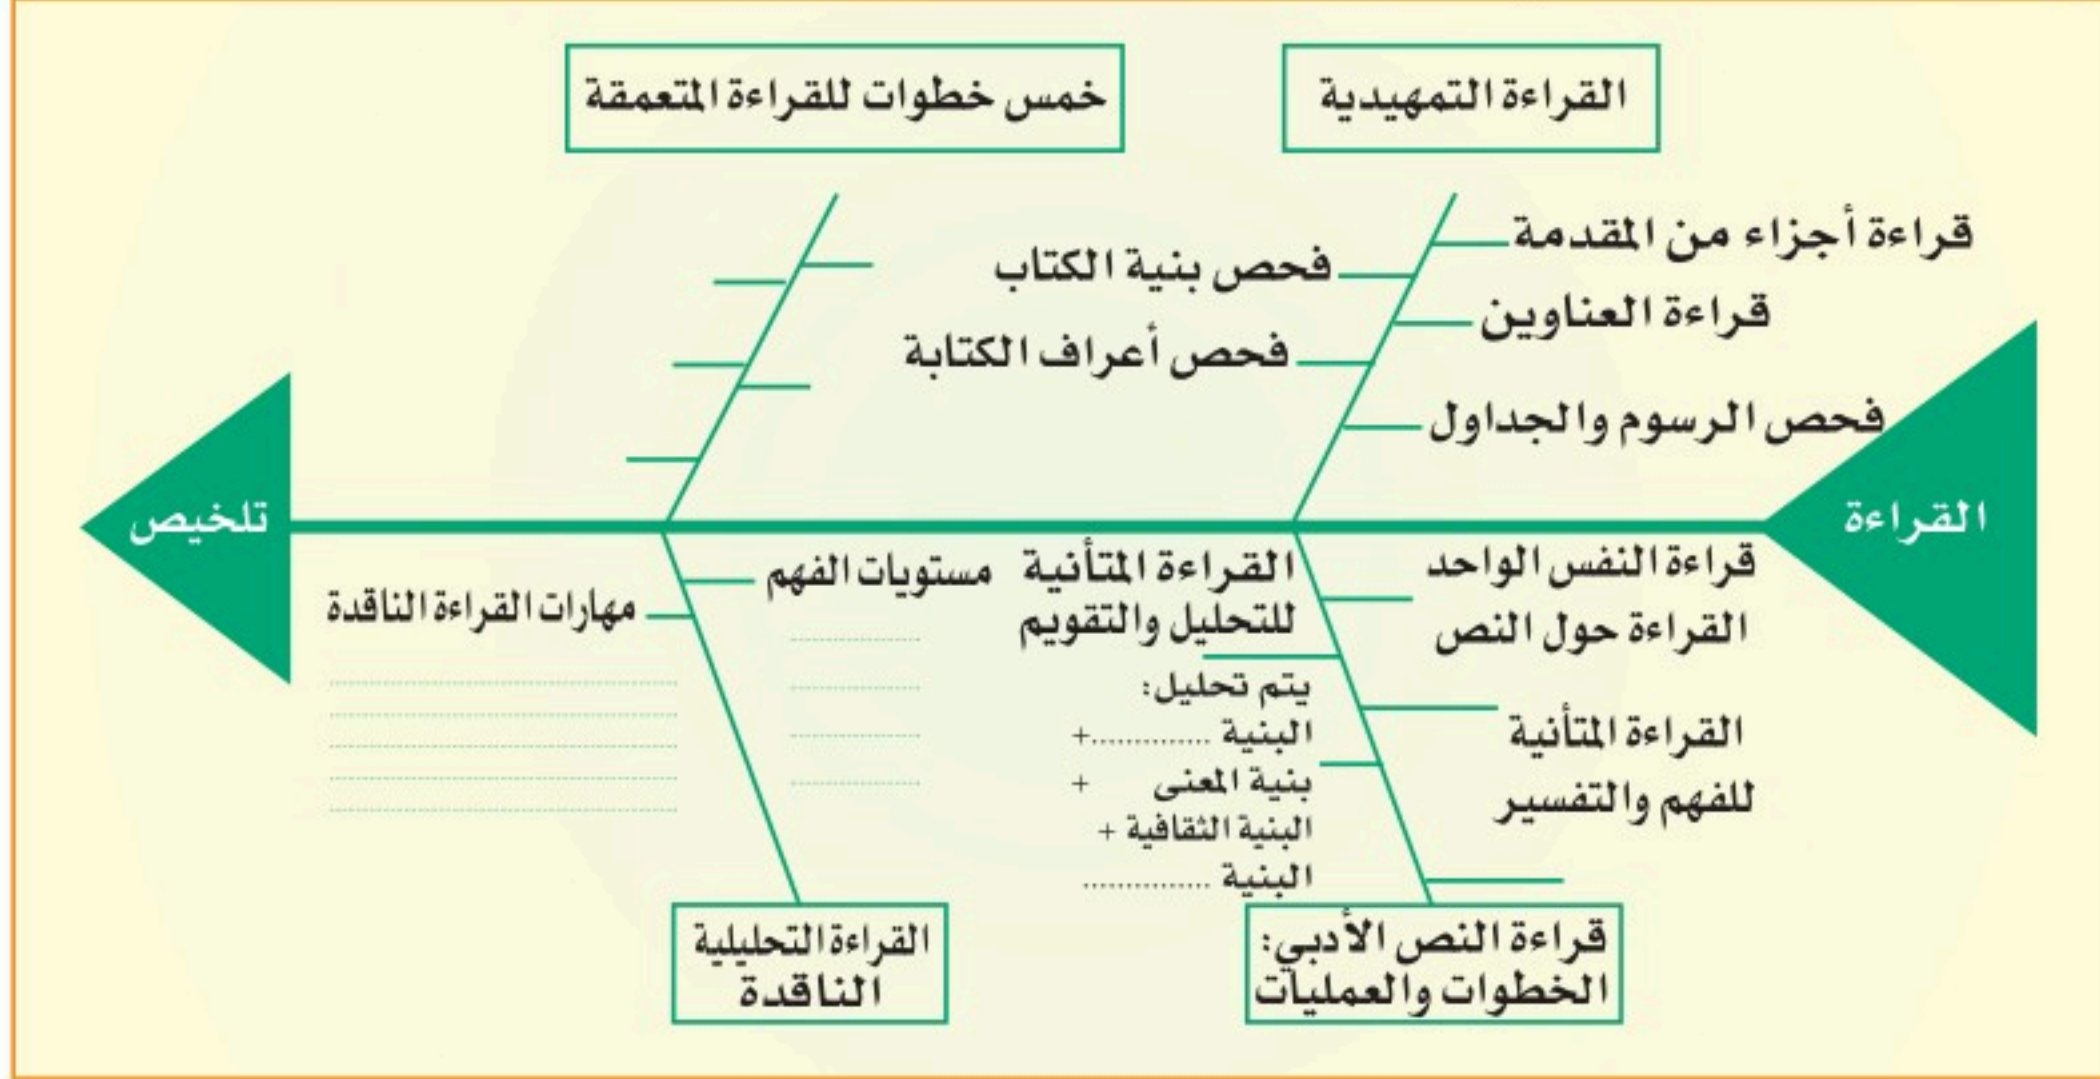 القراءة التمهيدية
خمس خطوات للقراءة المتعمقة
قراءة أجزاء من المقدمة
فحص بنية الكتاب
قراءة العناوين
فحص أعراف الكتابة
فحص الرسوم والجداول
القراءة
تلخيص
قراءة النفس الواحد
القراءة حول النص
القراءة المتأنية
للفهم والتفسير
القراءة المتأنية
للتحليل والتقويم
يتم تحليل:
البنية ..............+
بنية المعنى +
البنية الثقافية +
البنية ...............
قراءة النص الأدبي:
الخطوات والعمليات
مستويات الفهم
مهارات القراءة الناقدة
القراءة التحليلية
الناقدة